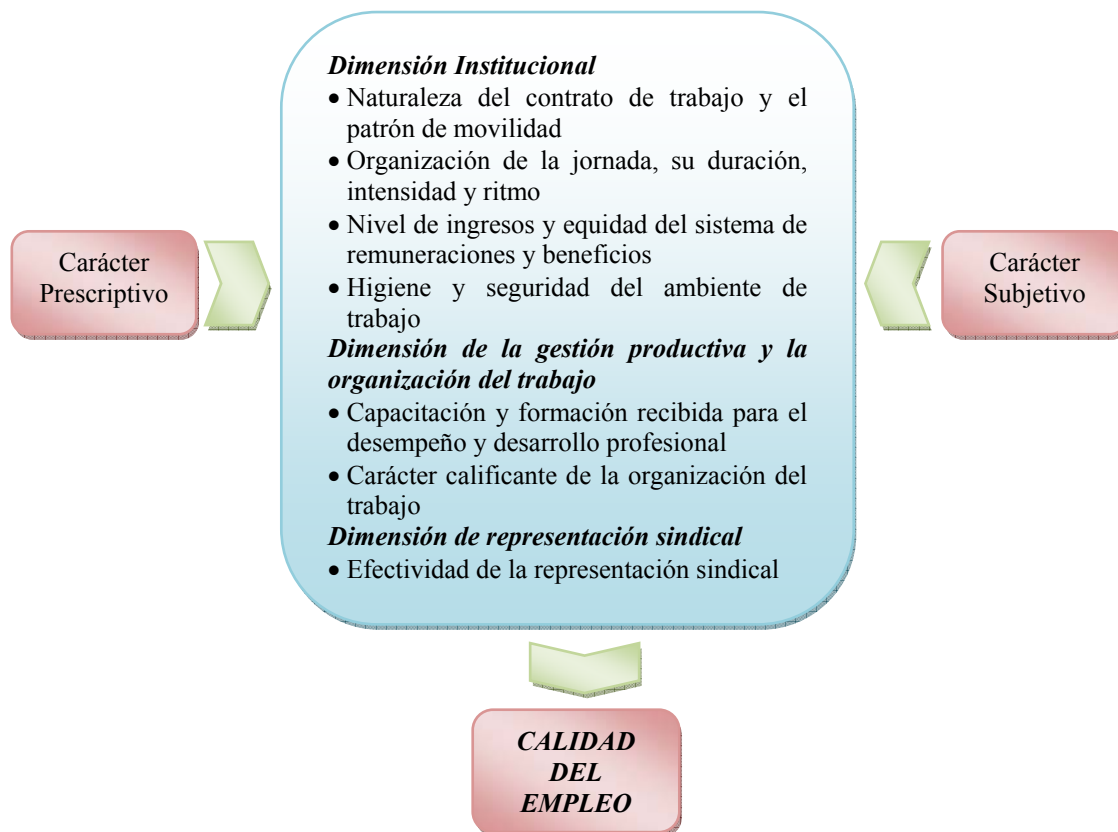 Dimensión Institucional
• Naturaleza del contrato de trabajo y el
patrón de movilidad
• Organización de la jornada, su duración,
intensidad y ritmo
• Nivel de ingresos y equidad del sistema de
remuneraciones y beneficios
• Higiene y seguridad del ambiente de
trabajo
Dimensión de la gestión productiva y la
organización del trabajo
• Capacitación y formación recibida para el
desempeño y desarrollo profesional
• Carácter calificante de la organización del
trabajo
Dimensión de representación sindical
• Efectividad de la representación sindical
Carácter
Prescriptivo
Carácter
Subjetivo
CALIDAD
DEL
EMPLEO